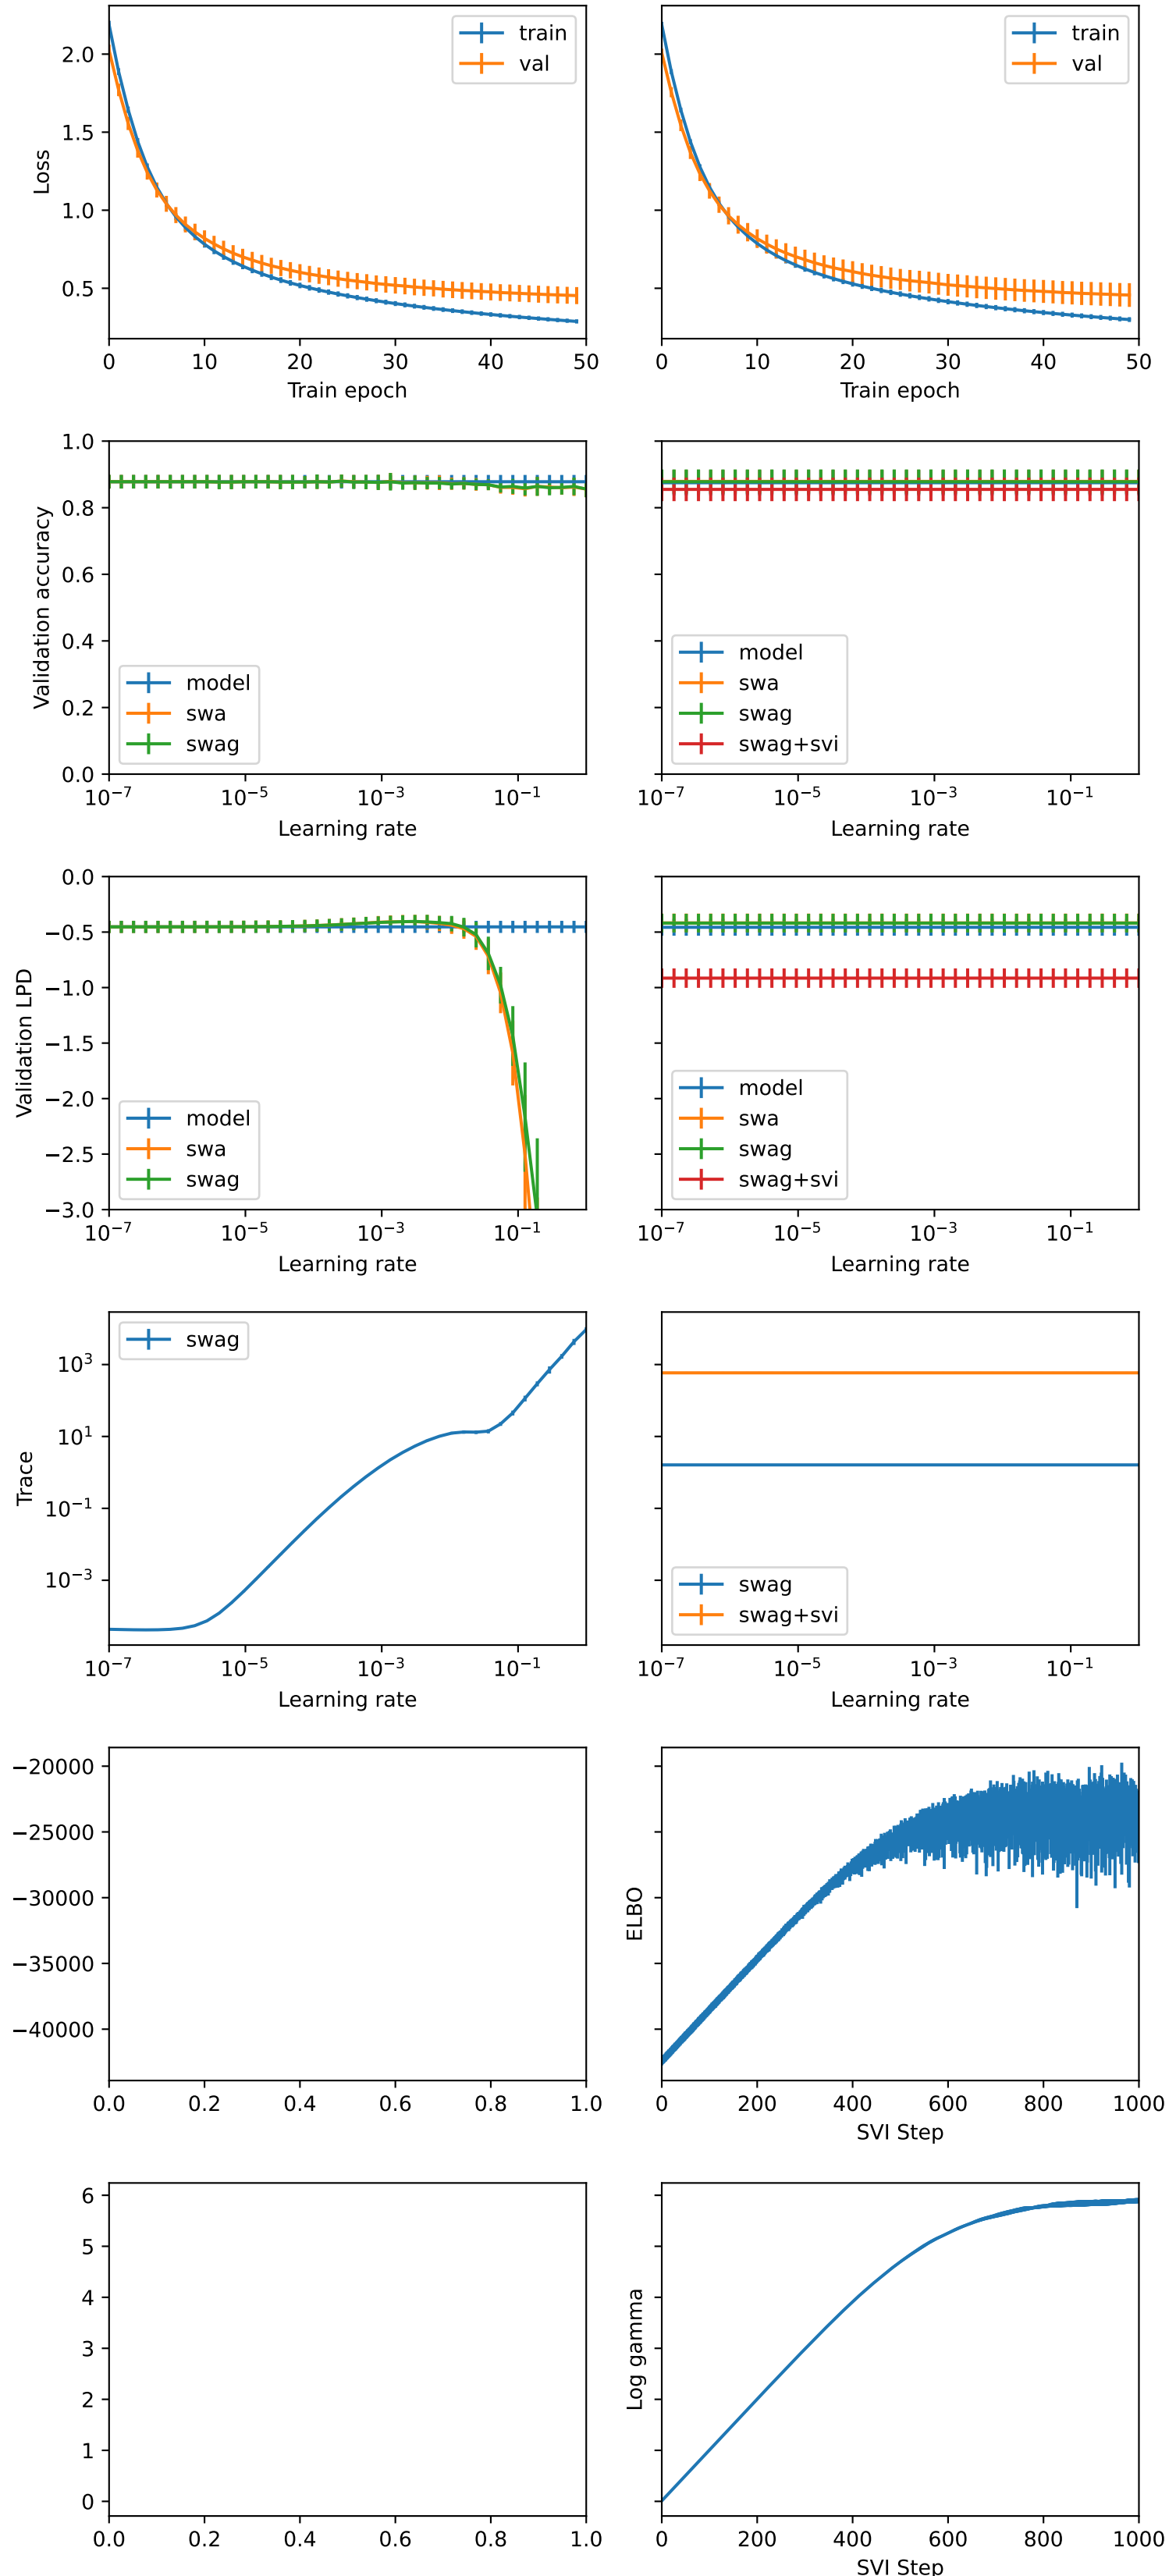 train
val
train
val
2.0
1.5
1.0
0.5
Loss
0 10 20 30 40 50
0 10 20 30 40 50
Train epoch
Train epoch
1.0
0.8
0.6
0.4
0.2
0.0
Validation accuracy
model
swa
swag
model
swa
swag
swag+svi
10⁻⁷ 10⁻⁵ 10⁻³ 10⁻¹
10⁻⁷ 10⁻⁵ 10⁻³ 10⁻¹
Learning rate
Learning rate
0.0
−0.5
−1.0
−1.5
−2.0
−2.5
−3.0
Validation LPD
model
swa
swag
model
swa
swag
swag+svi
10⁻⁷ 10⁻⁵ 10⁻³ 10⁻¹
10⁻⁷ 10⁻⁵ 10⁻³ 10⁻¹
Learning rate
Learning rate
swag
10³
10¹
10⁻¹
10⁻³
Trace
swag
swag+svi
10⁻⁷ 10⁻⁵ 10⁻³ 10⁻¹
10⁻⁷ 10⁻⁵ 10⁻³ 10⁻¹
Learning rate
Learning rate
−20000
−25000
−30000
−35000
−40000
0.0 0.2 0.4 0.6 0.8 1.0
ELBO
0 200 400 600 800 1000
SVI Step
6
5
4
3
2
1
0
0.0 0.2 0.4 0.6 0.8 1.0
Log gamma
0 200 400 600 800 1000
SVI Step